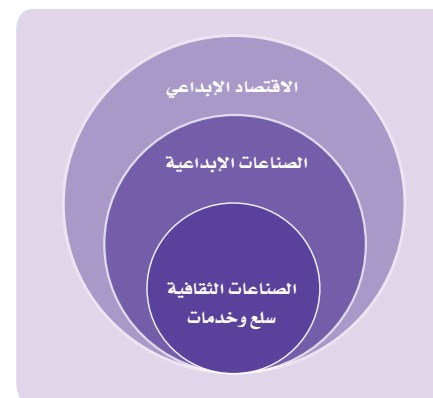 الاقتصاد الإبداعي
الصناعات الإبداعية
الصناعات الثقافية
سلع وخدمات